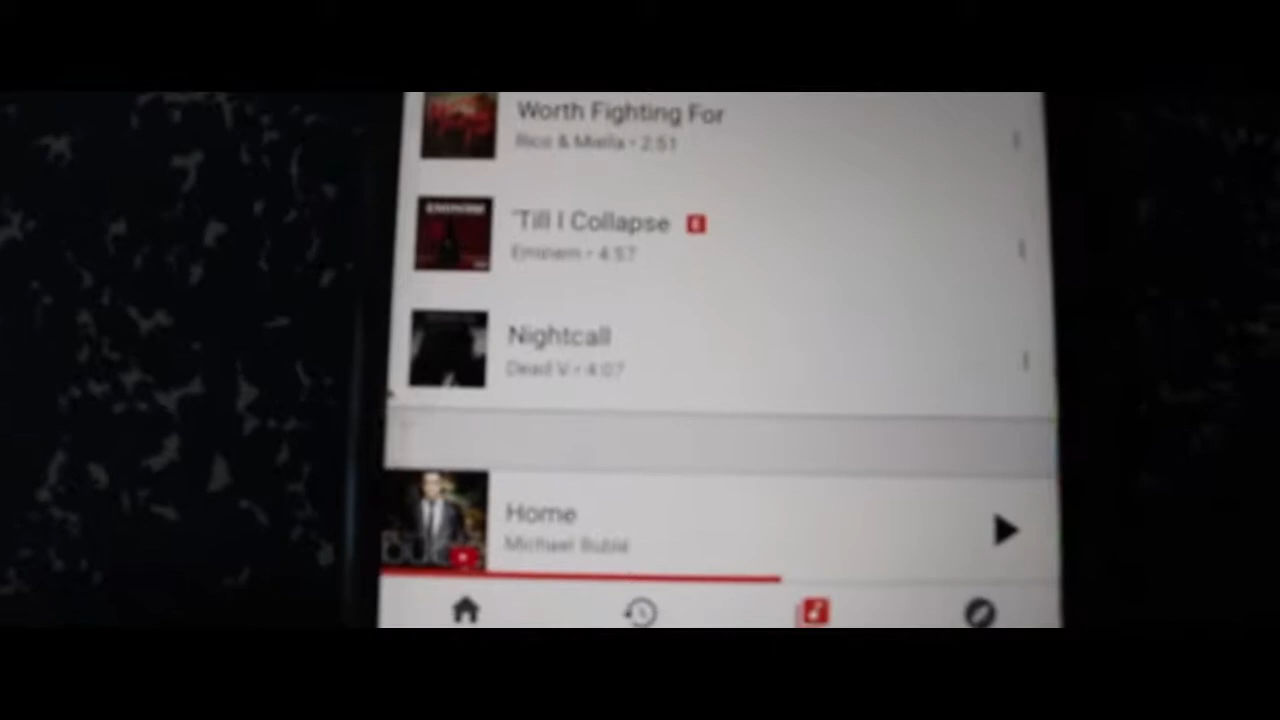 Worth Fighting For
Rico & Miella • 2:51
EMINEM
'Till I Collapse E
Eminem • 4:57
Nightcall
Dead V • 4:07
Home
Michael Bublé